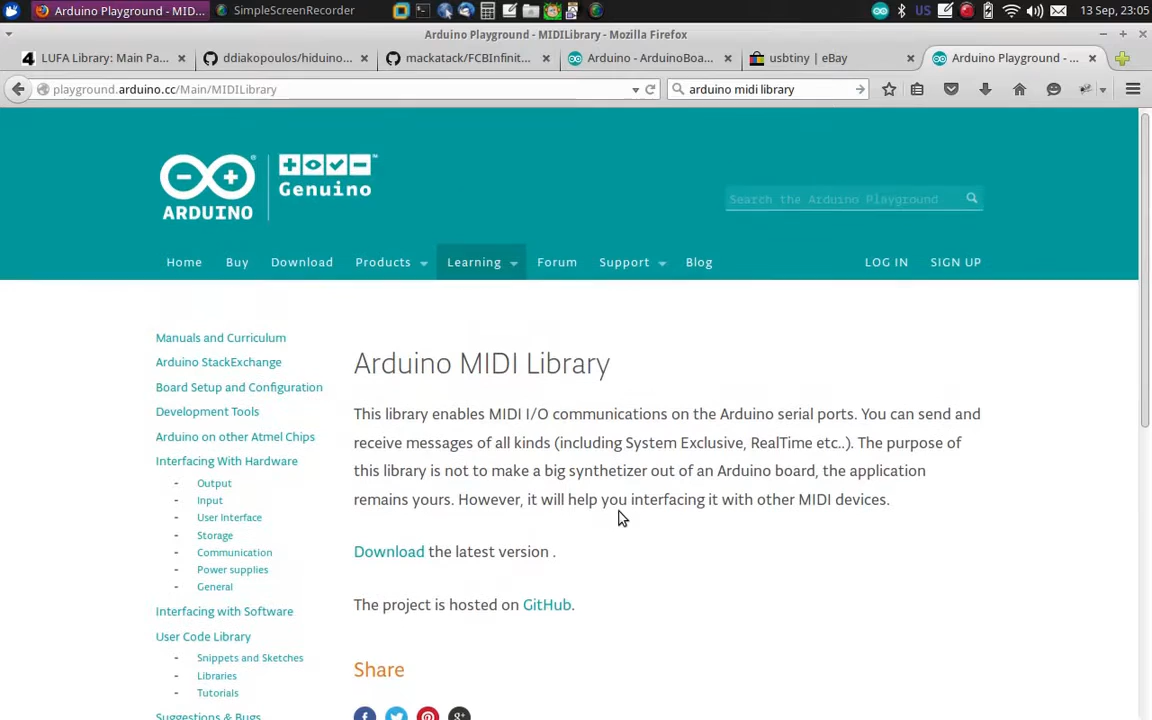 Arduino Playground - MID...
SimpleScreenRecorder
US
13 Sep, 23:05
Arduino Playground - MIDILibrary - Mozilla Firefox
LUFA Library: Main Pa...
ddiakopoulos/hiduino...
mackatack/FCBInfinit...
Arduino - ArduinoBoa...
usbtiny | eBay
Arduino Playground - ...
playground.arduino.cc/Main/MIDILibrary
arduino midi library
ARDUINO
Genuino
Search the Arduino Playground
Home
Buy
Download
Products
Learning
Forum
Support
Blog
LOG IN
SIGN UP
Manuals and Curriculum
Arduino StackExchange
Board Setup and Configuration
Development Tools
Arduino on other Atmel Chips
Interfacing With Hardware
- Output
- Input
- User Interface
- Storage
- Communication
- Power supplies
- General
Interfacing with Software
User Code Library
- Snippets and Sketches
- Libraries
- Tutorials
Suggestions & Bugs
Arduino MIDI Library
This library enables MIDI I/O communications on the Arduino serial ports. You can send and
receive messages of all kinds (including System Exclusive, RealTime etc..). The purpose of
this library is not to make a big synthetizer out of an Arduino board, the application
remains yours. However, it will help you interfacing it with other MIDI devices.
Download the latest version .
The project is hosted on GitHub.
Share